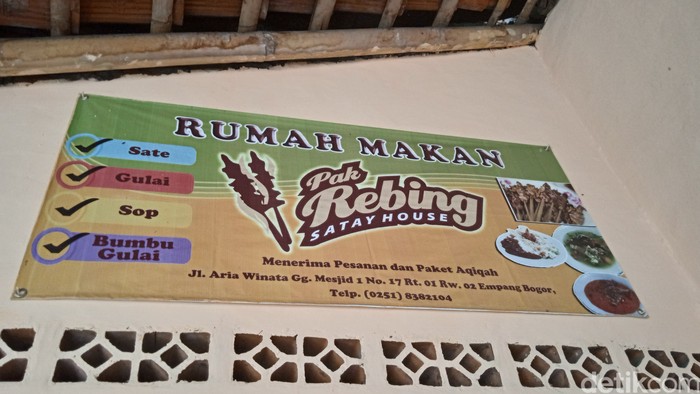 RUMAH MAKAN
Sate
Gulai
Sop
Bumbu
Gulai
Pak
Rebing
SATAY HOUSE
Menerima Pesanan dan Paket Aqiqah
Jl. Aria Winata Gg. Mesjid 1 No. 17 Rt. 01 Rw. 02 Empang Bogor,
Telp. (0251) 8382104
detikcom